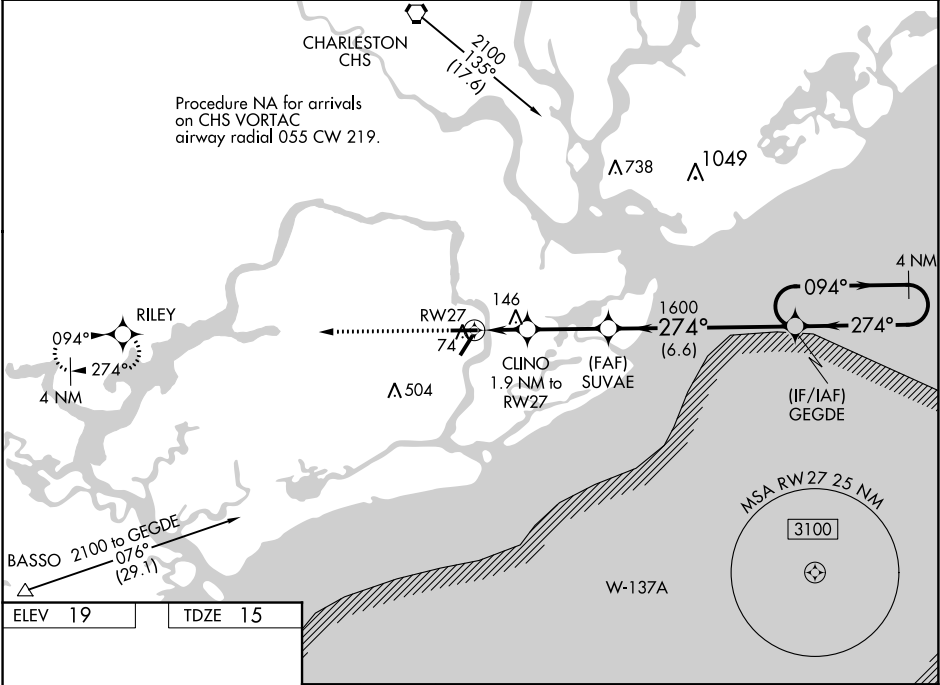 CHARLESTON
CHS
2100
135°
(17.6)
Procedure NA for arrivals
on CHS VORTAC
airway radial 055 CW 219.
738
1049
4 NM
094°
274°
RILEY
094°
274°
4 NM
RW27
74
146
1600
274°
(6.6)
CLINO
1.9 NM to
RW27
(FAF)
SUVAE
(IF/IAF)
GEGDE
504
MSA RW27 25 NM
3100
W-137A
BASSO
2100 to GEGDE
076°
(29.1)
ELEV 19
TDZE 15